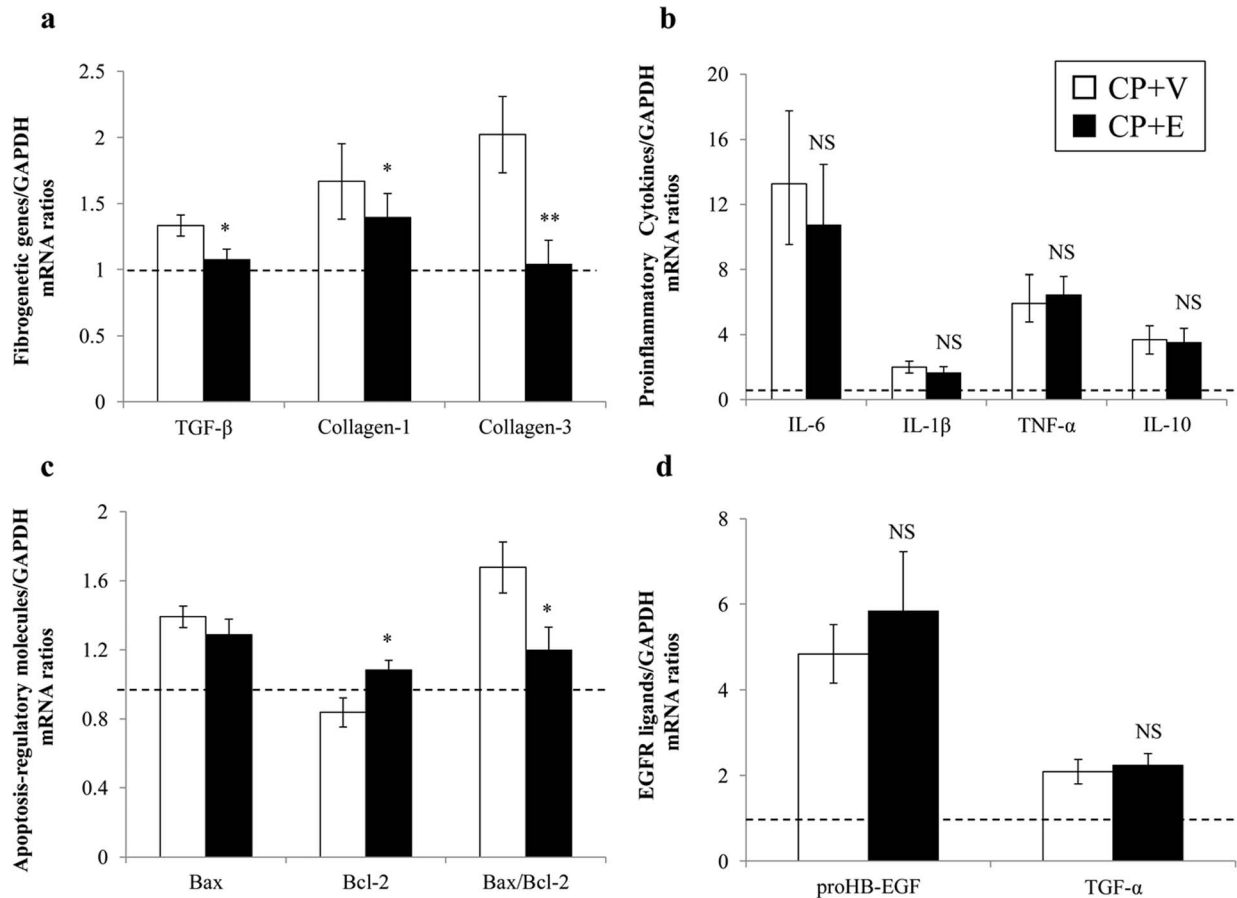 a
Fibrogenetic genes/GAPDH
mRNA ratios
2.5
2
1.5
1
0.5
0
*
*
**
TGF-β
Collagen-1
Collagen-3
b
Proinflammatory Cytokines/GAPDH
mRNA ratios
20
16
12
8
4
0
CP+V
CP+E
NS
NS
NS
NS
IL-6
IL-1β
TNF-α
IL-10
c
Apoptosis-regulatory molecules/GAPDH
mRNA ratios
2
1.6
1.2
0.8
0.4
0
*
*
Bax
Bcl-2
Bax/Bcl-2
d
EGFR ligands/GAPDH
mRNA ratios
8
6
4
2
0
NS
NS
proHB-EGF
TGF-α